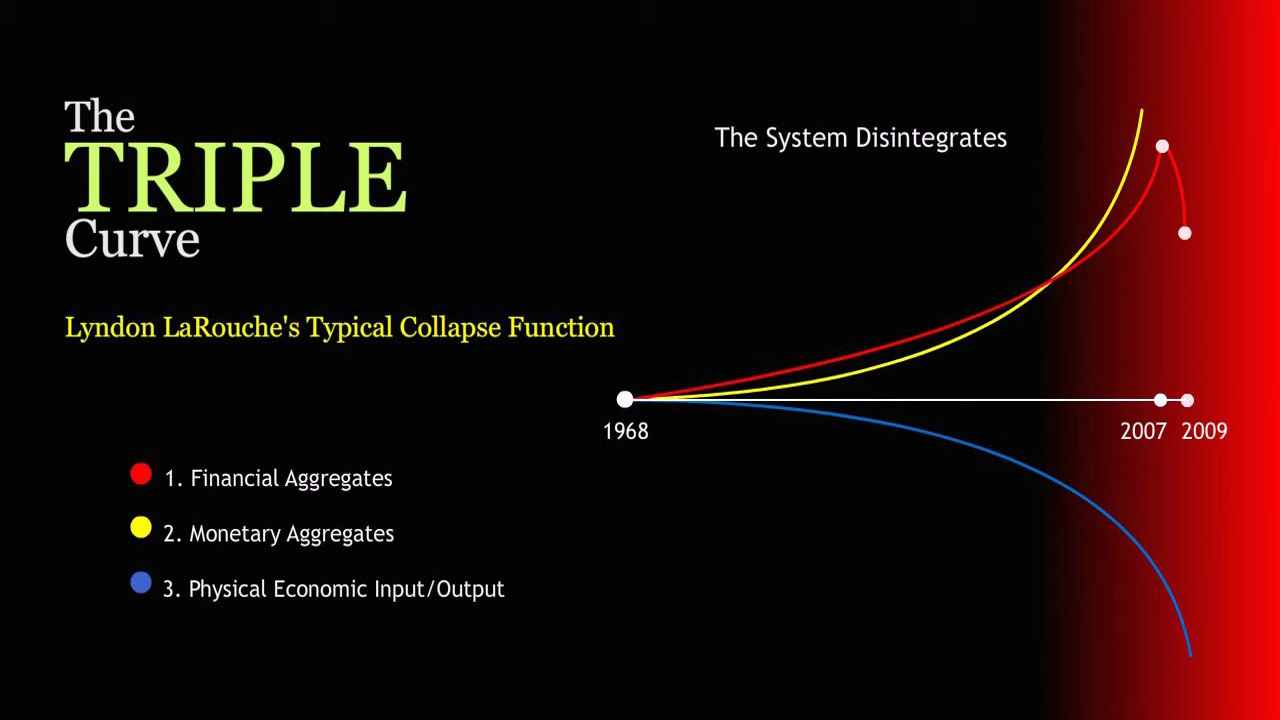 The
TRIPLE
Curve
The System Disintegrates
Lyndon LaRouche's Typical Collapse Function
1968
2007
2009
1. Financial Aggregates
2. Monetary Aggregates
3. Physical Economic Input/Output